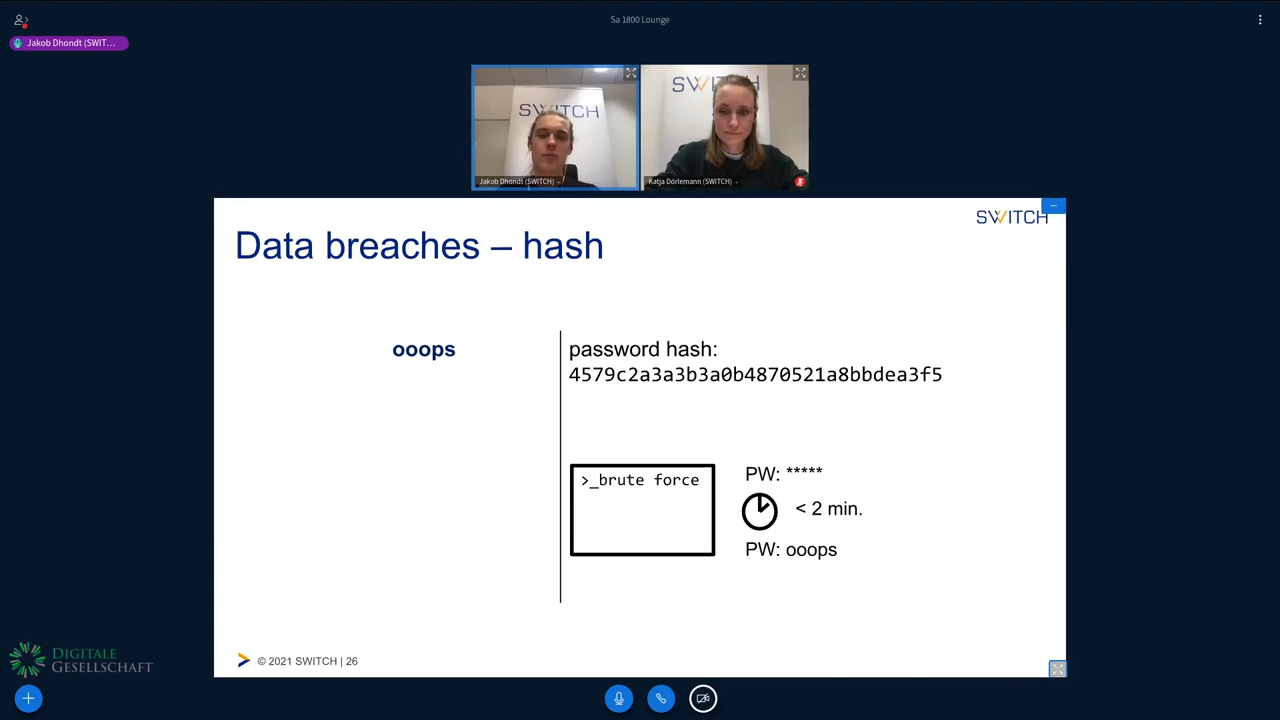 Sa 1800 Lounge
Jakob Dhondt (SWIT...
SWITCH
SWITCH
Jakob Dhondt (SWITCH)
Katja Dörlemann (SWITCH)
SWITCH
Data breaches – hash
ooops
password hash:
4579c2a3a3b3a0b4870521a8bbdea3f5
>_brute force
PW: *****
< 2 min.
PW: ooops
© 2021 SWITCH | 26
DIGITALE
GESELLSCHAFT